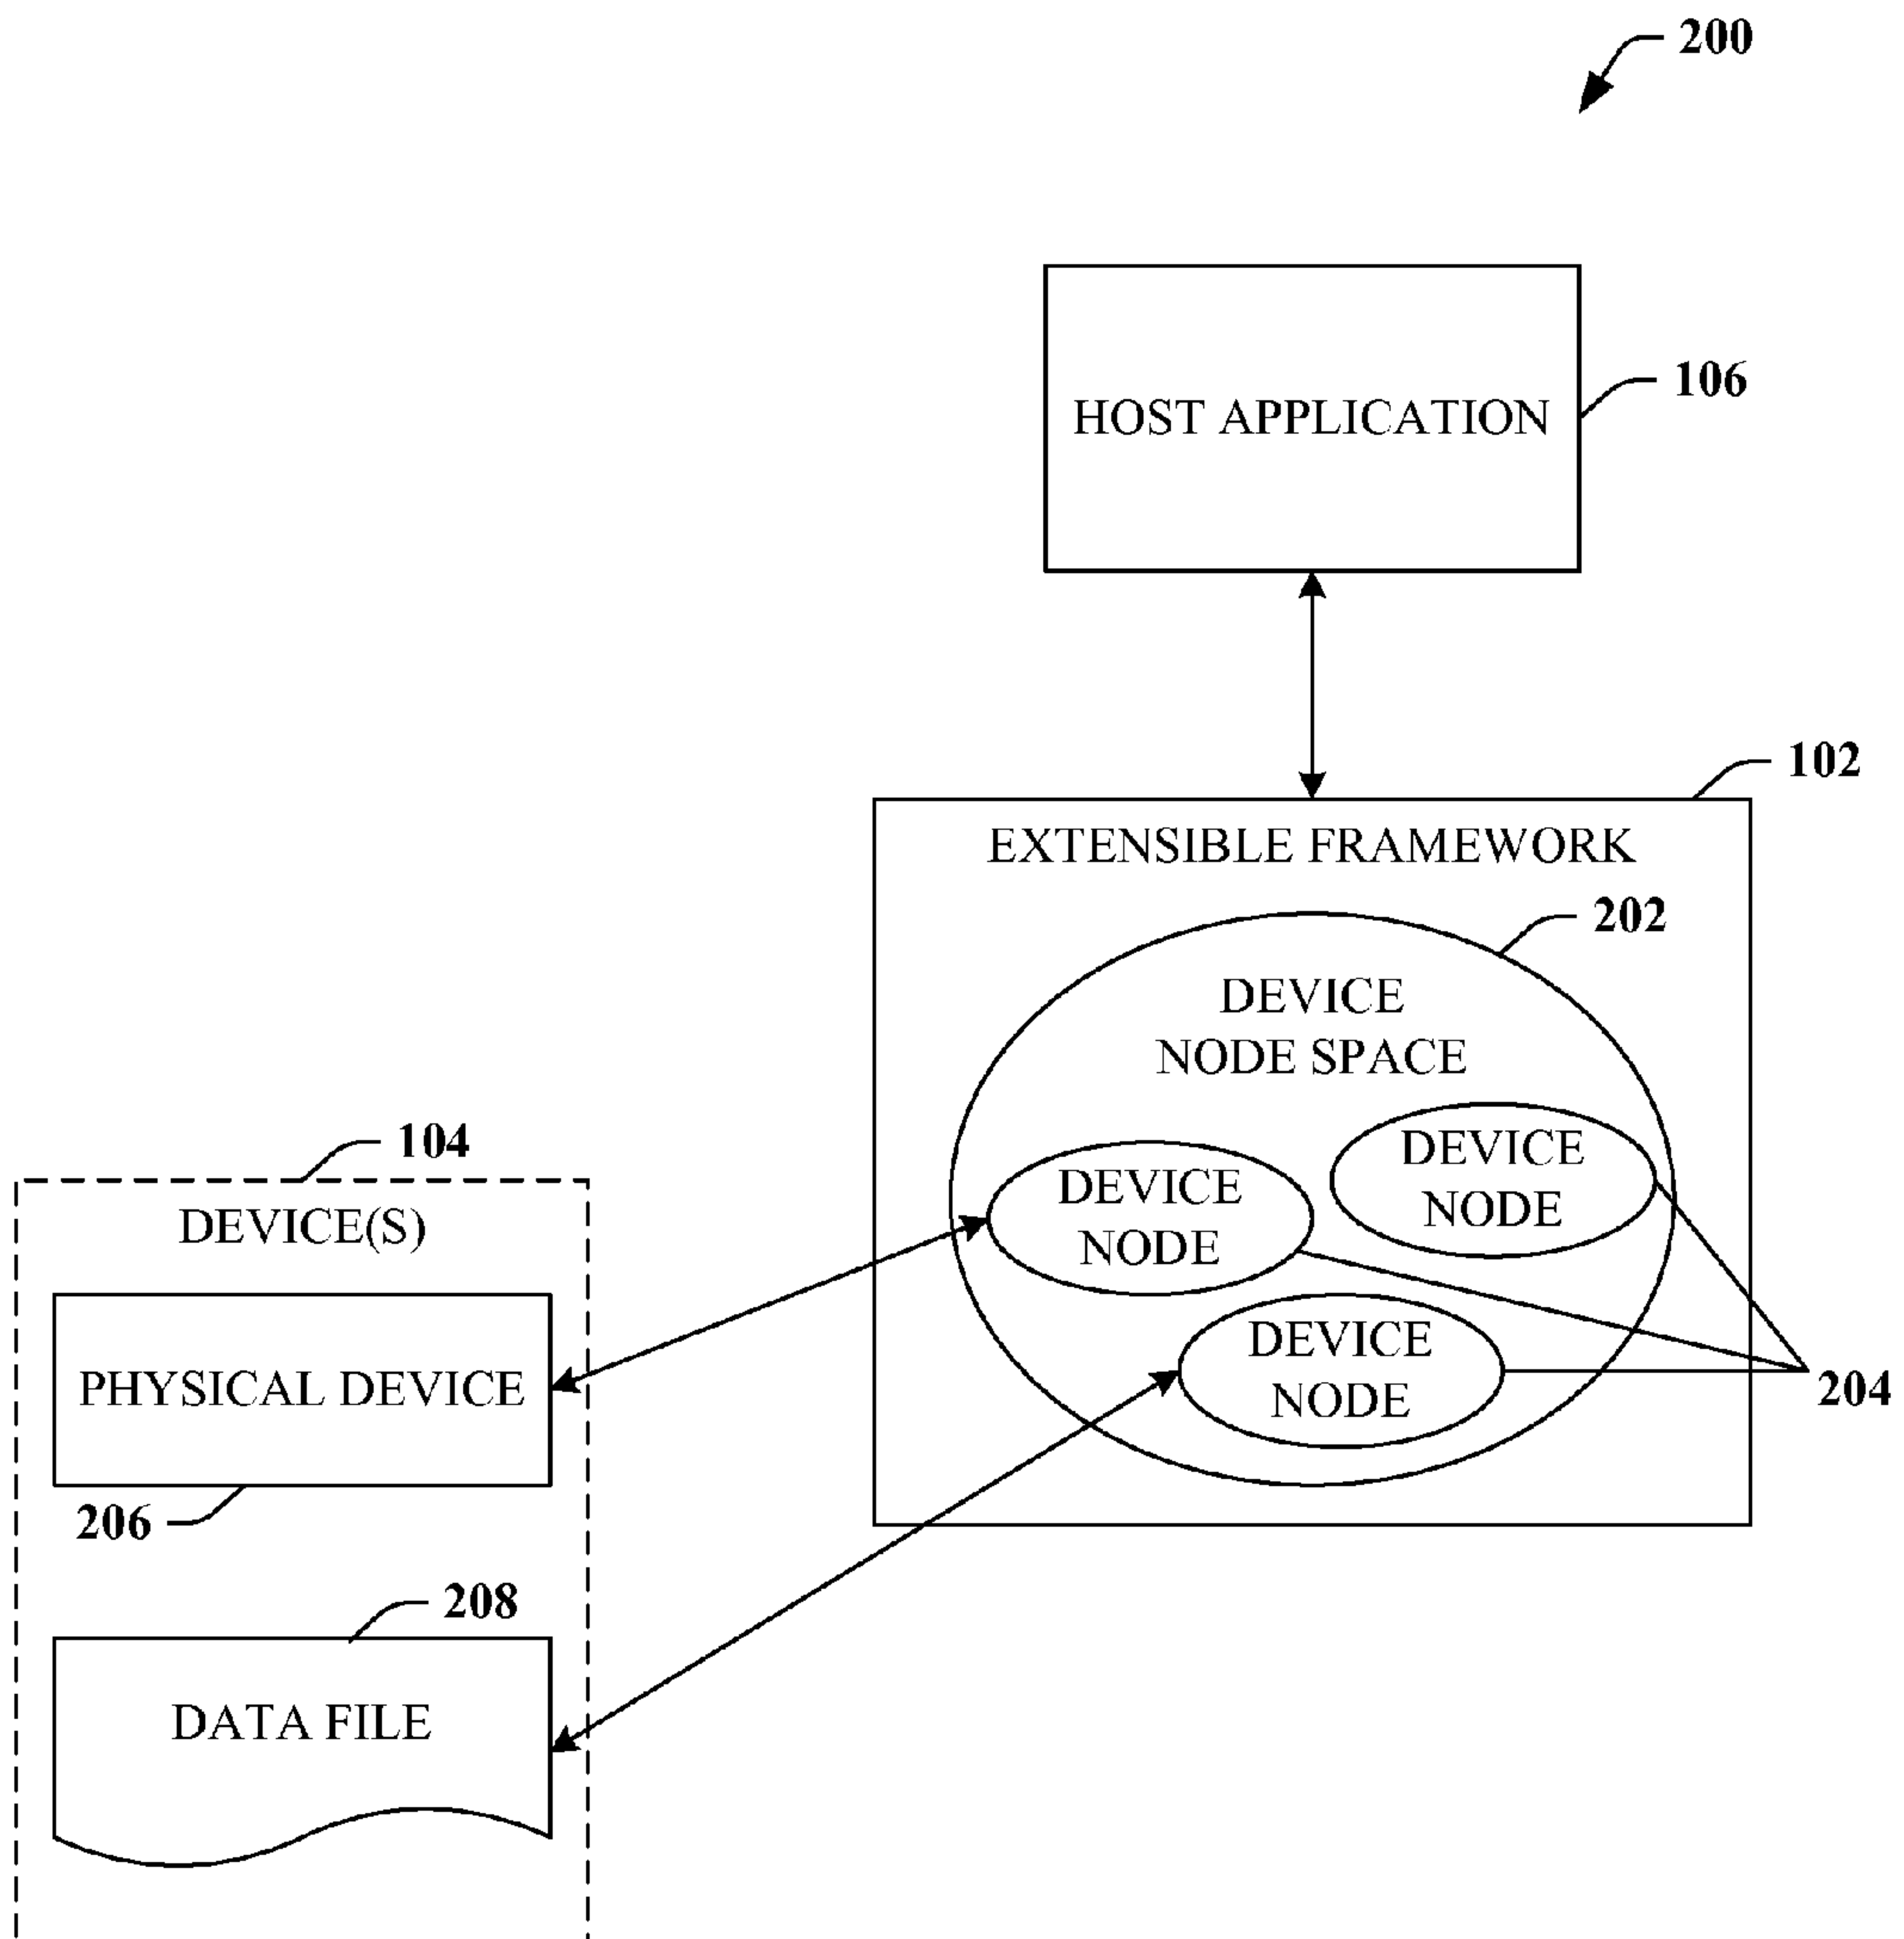 200
HOST APPLICATION
106
102
EXTENSIBLE FRAMEWORK
202
DEVICE
NODE SPACE
DEVICE
NODE
DEVICE
NODE
DEVICE
NODE
204
104
DEVICE(S)
PHYSICAL DEVICE
206
208
DATA FILE